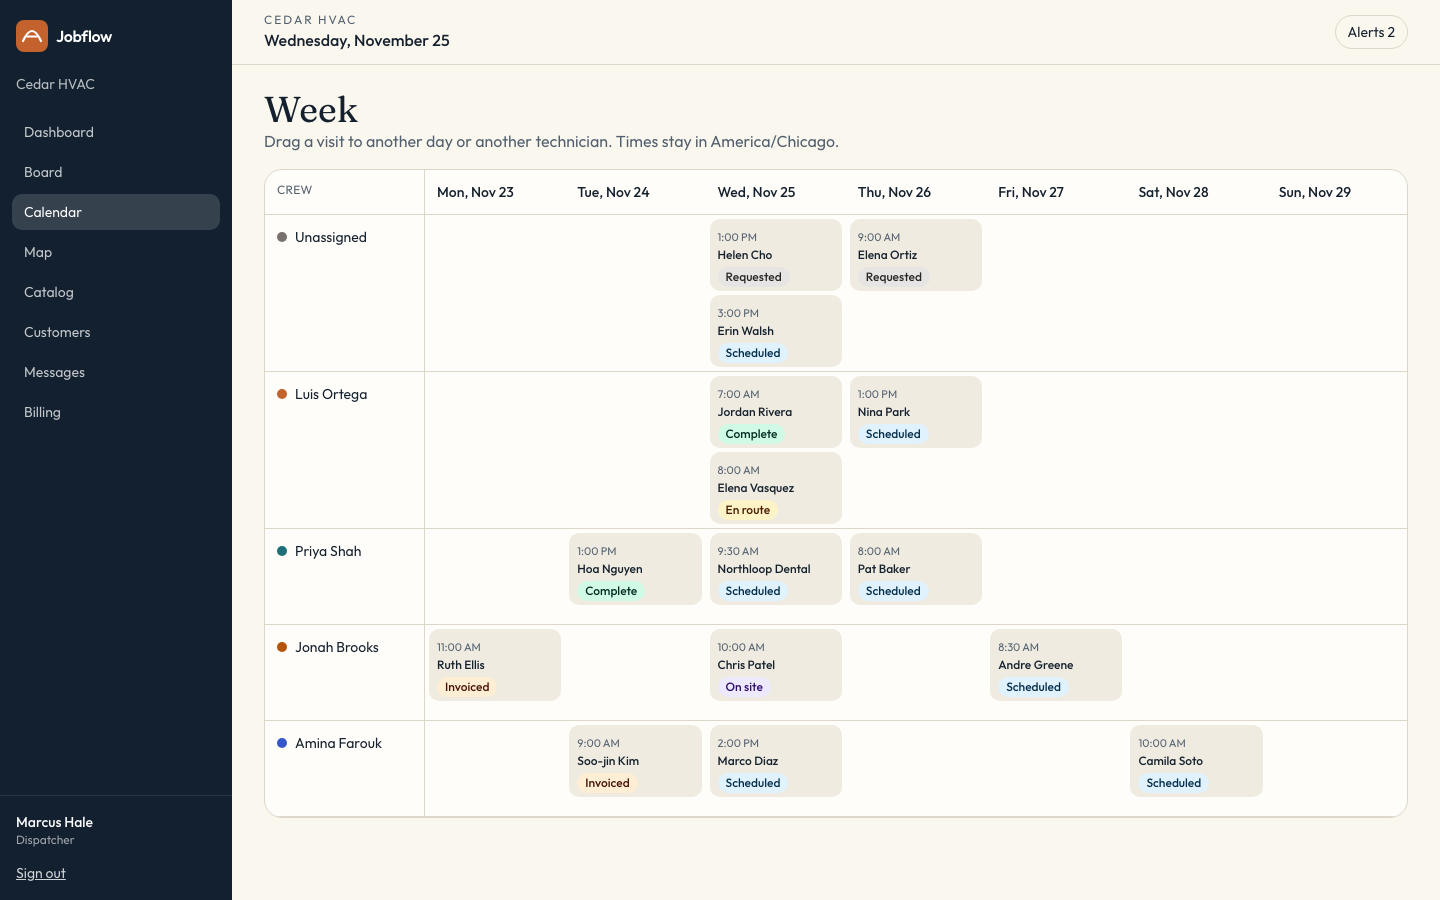 Jobflow
Cedar HVAC
Dashboard
Board
Calendar
Map
Catalog
Customers
Messages
Billing
Marcus Hale
Dispatcher
Sign out
CEDAR HVAC
Wednesday, November 25
Alerts 2
Week
Drag a visit to another day or another technician. Times stay in America/Chicago.
CREW
Mon, Nov 23
Tue, Nov 24
Wed, Nov 25
Thu, Nov 26
Fri, Nov 27
Sat, Nov 28
Sun, Nov 29
Unassigned
1:00 PM
Helen Cho
Requested
3:00 PM
Erin Walsh
Scheduled
9:00 AM
Elena Ortiz
Requested
Luis Ortega
7:00 AM
Jordan Rivera
Complete
8:00 AM
Elena Vasquez
En route
1:00 PM
Nina Park
Scheduled
Priya Shah
1:00 PM
Hoa Nguyen
Complete
9:30 AM
Northloop Dental
Scheduled
8:00 AM
Pat Baker
Scheduled
Jonah Brooks
11:00 AM
Ruth Ellis
Invoiced
10:00 AM
Chris Patel
On site
8:30 AM
Andre Greene
Scheduled
Amina Farouk
9:00 AM
Soo-jin Kim
Invoiced
2:00 PM
Marco Diaz
Scheduled
10:00 AM
Camila Soto
Scheduled